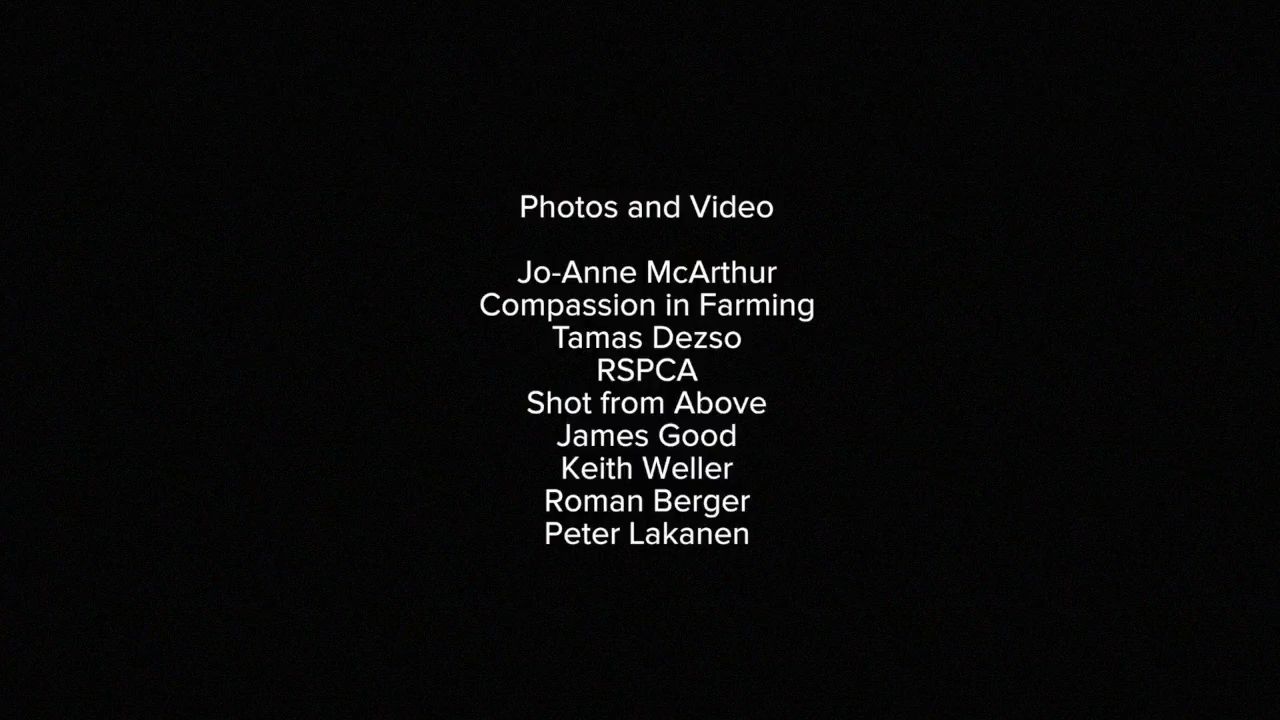 Photos and Video
Jo-Anne McArthur
Compassion in Farming
Tamas Dezso
RSPCA
Shot from Above
James Good
Keith Weller
Roman Berger
Peter Lakanen